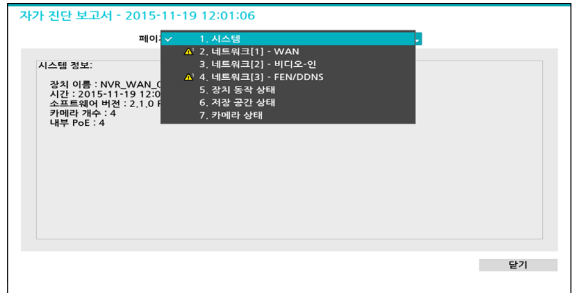 자가 진단 보고서 - 2015-11-19 12:01:06
1. 시스템
2. 네트워크[1] - WAN
3. 네트워크[2] - 비디오-인
4. 네트워크[3] - FEN/DDNS
5. 장치 동작 상태
6. 저장 공간 상태
7. 카메라 상태
시스템 정보:
장치 이름 : NVR_WAN_
시간 : 2015-11-19 12:0
소프트웨어 버전 : 2.1.0
카메라 개수 : 4
내부 PoE : 4
닫기